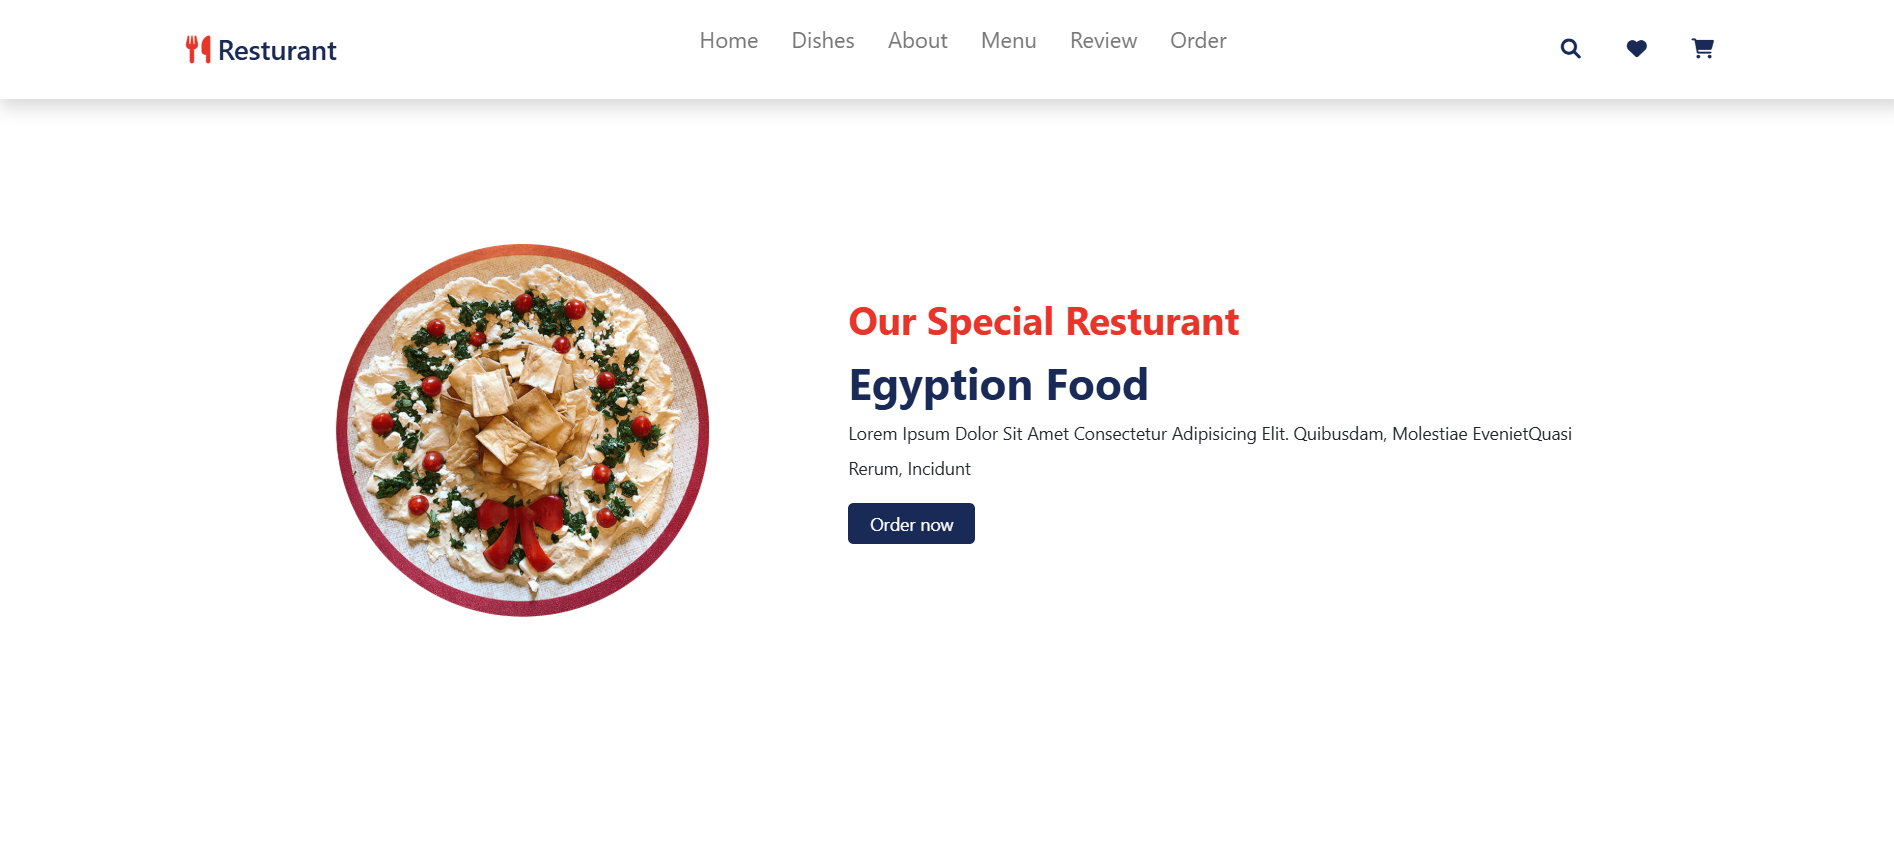 Resturant
Home Dishes About Menu Review Order
Our Special Resturant
Egyption Food
Lorem Ipsum Dolor Sit Amet Consectetur Adipisicing Elit. Quibusdam, Molestiae EvenietQuasi
Rerum, Incidunt
Order now